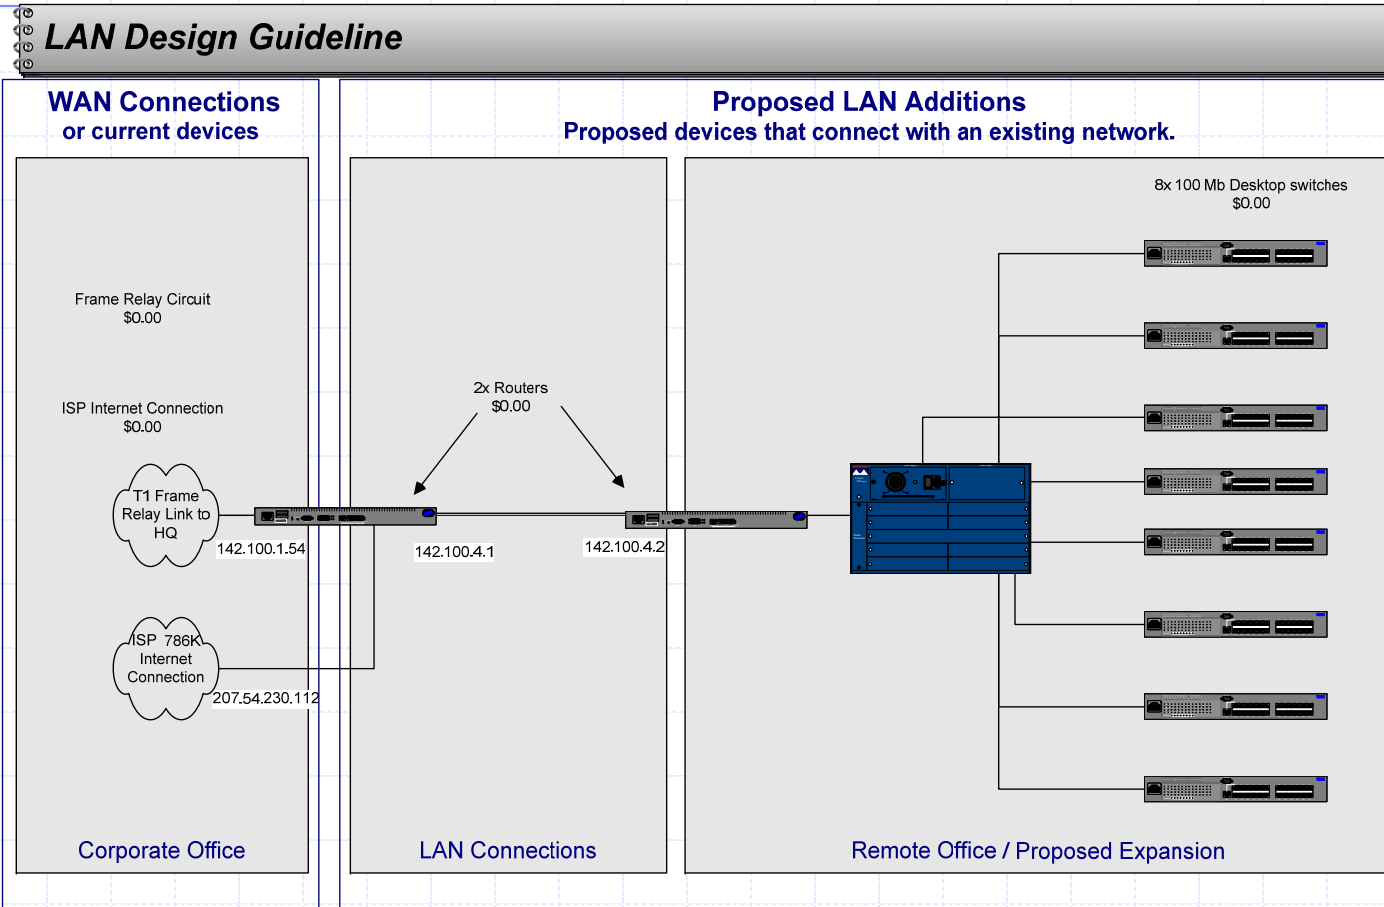 LAN Design Guideline
WAN Connections
or current devices
Proposed LAN Additions
Proposed devices that connect with an existing network.
8x 100 Mb Desktop switches
$0.00
Frame Relay Circuit
$0.00
2x Routers
$0.00
ISP Internet Connection
$0.00
T1 Frame
Relay Link to
HQ
142.100.1.54
142.100.4.1
142.100.4.2
ISP 786K
Internet
Connection
207.54.230.112
Corporate Office
LAN Connections
Remote Office / Proposed Expansion